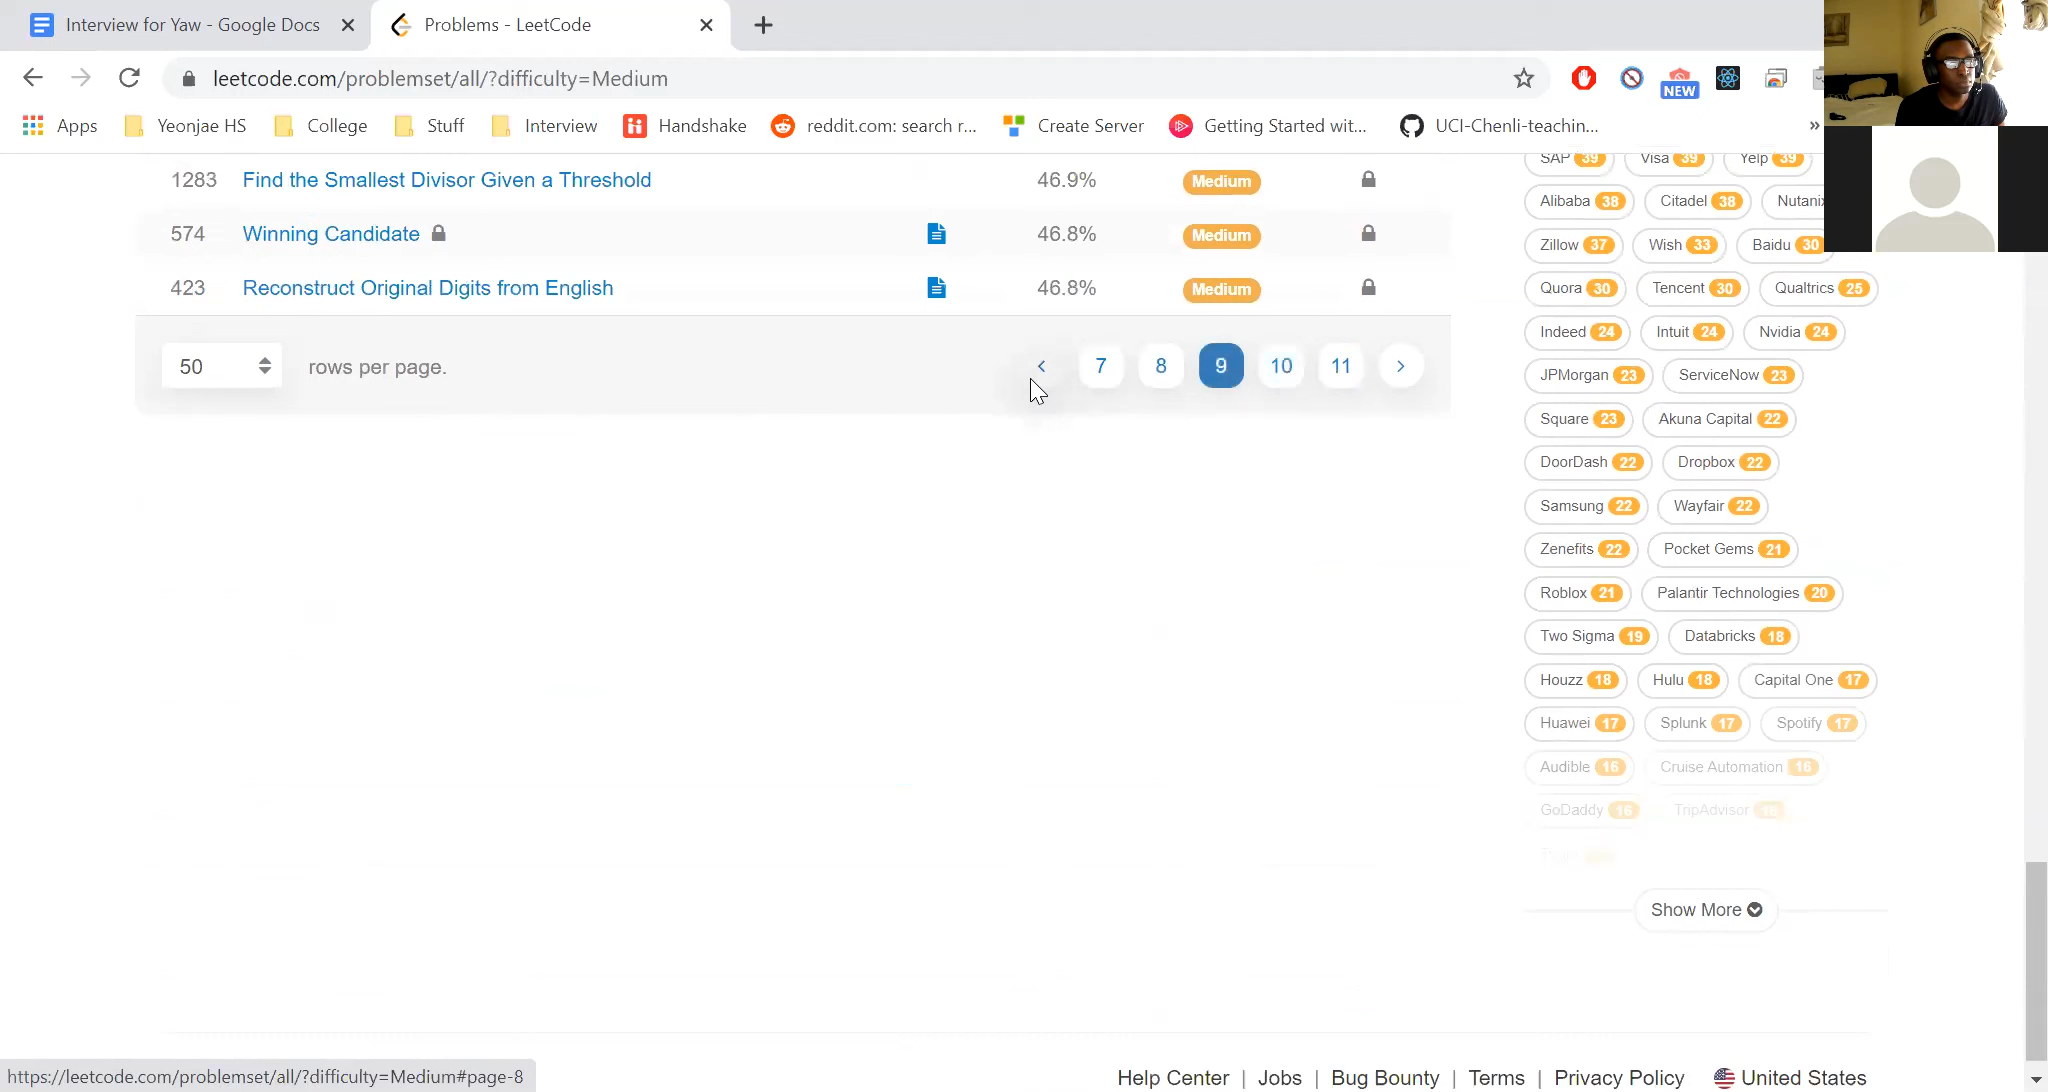 Interview for Yaw - Google Docs
Problems - LeetCode
leetcode.com/problemset/all/?difficulty=Medium
NEW
Apps
Yeonjae HS
College
Stuff
Interview
Handshake
reddit.com: search r...
Create Server
Getting Started wit...
UCI-Chenli-teachin...
»
1283 Find the Smallest Divisor Given a Threshold 46.9% Medium
574 Winning Candidate 46.8% Medium
423 Reconstruct Original Digits from English 46.8% Medium
50 rows per page.
7 8 9 10 11
SAP 39 Visa 39 Yelp 39
Alibaba 38 Citadel 38
Zillow 37 Wish 33 Baidu 30
Quora 30 Tencent 30 Qualtrics 25
Indeed 24 Intuit 24 Nvidia 24
JPMorgan 23 ServiceNow 23
Square 23 Akuna Capital 22
DoorDash 22 Dropbox 22
Samsung 22 Wayfair 22
Zenefits 22 Pocket Gems 21
Roblox 21 Palantir Technologies 20
Two Sigma 19 Databricks 18
Houzz 18 Hulu 18 Capital One 17
Huawei 17 Splunk 17 Spotify 17
Audible 16 Cruise Automation 16
GoDaddy 16 TripAdvisor
Show More
https://leetcode.com/problemset/all/?difficulty=Medium#page-8
Help Center | Jobs | Bug Bounty | Terms | Privacy Policy United States